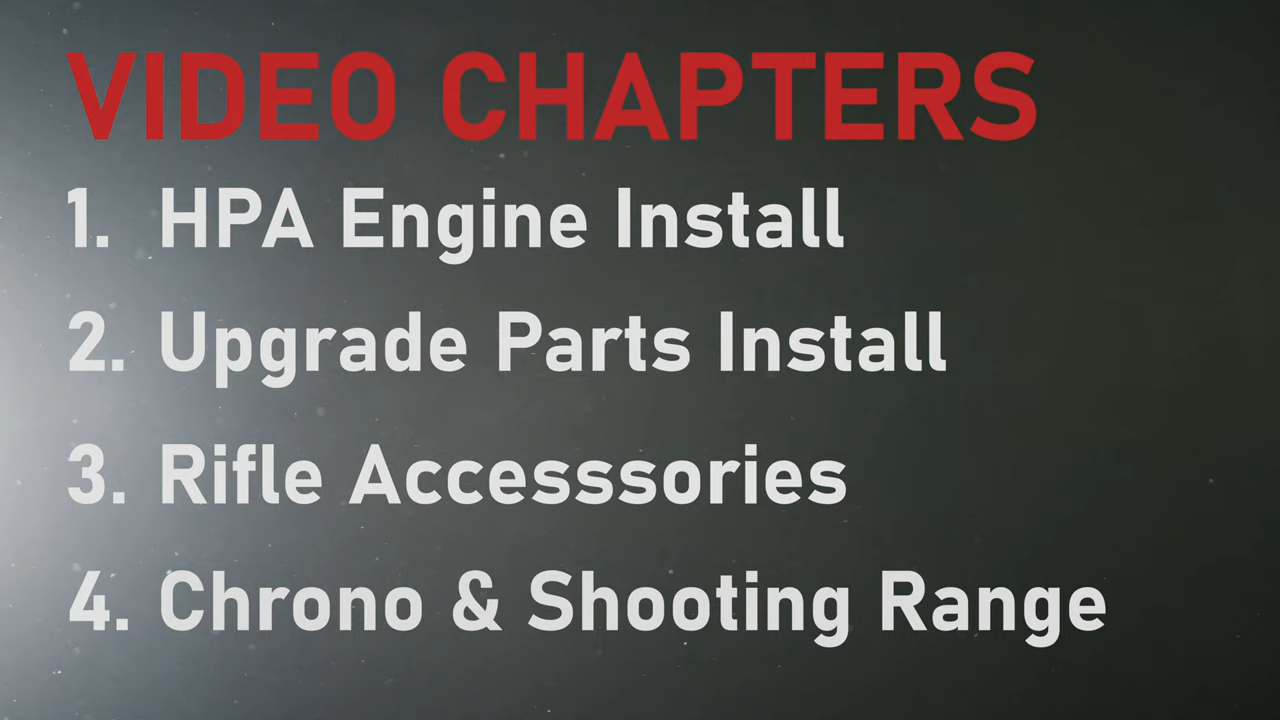 VIDEO CHAPTERS
1. HPA Engine Install
2. Upgrade Parts Install
3. Rifle Accesssories
4. Chrono & Shooting Range